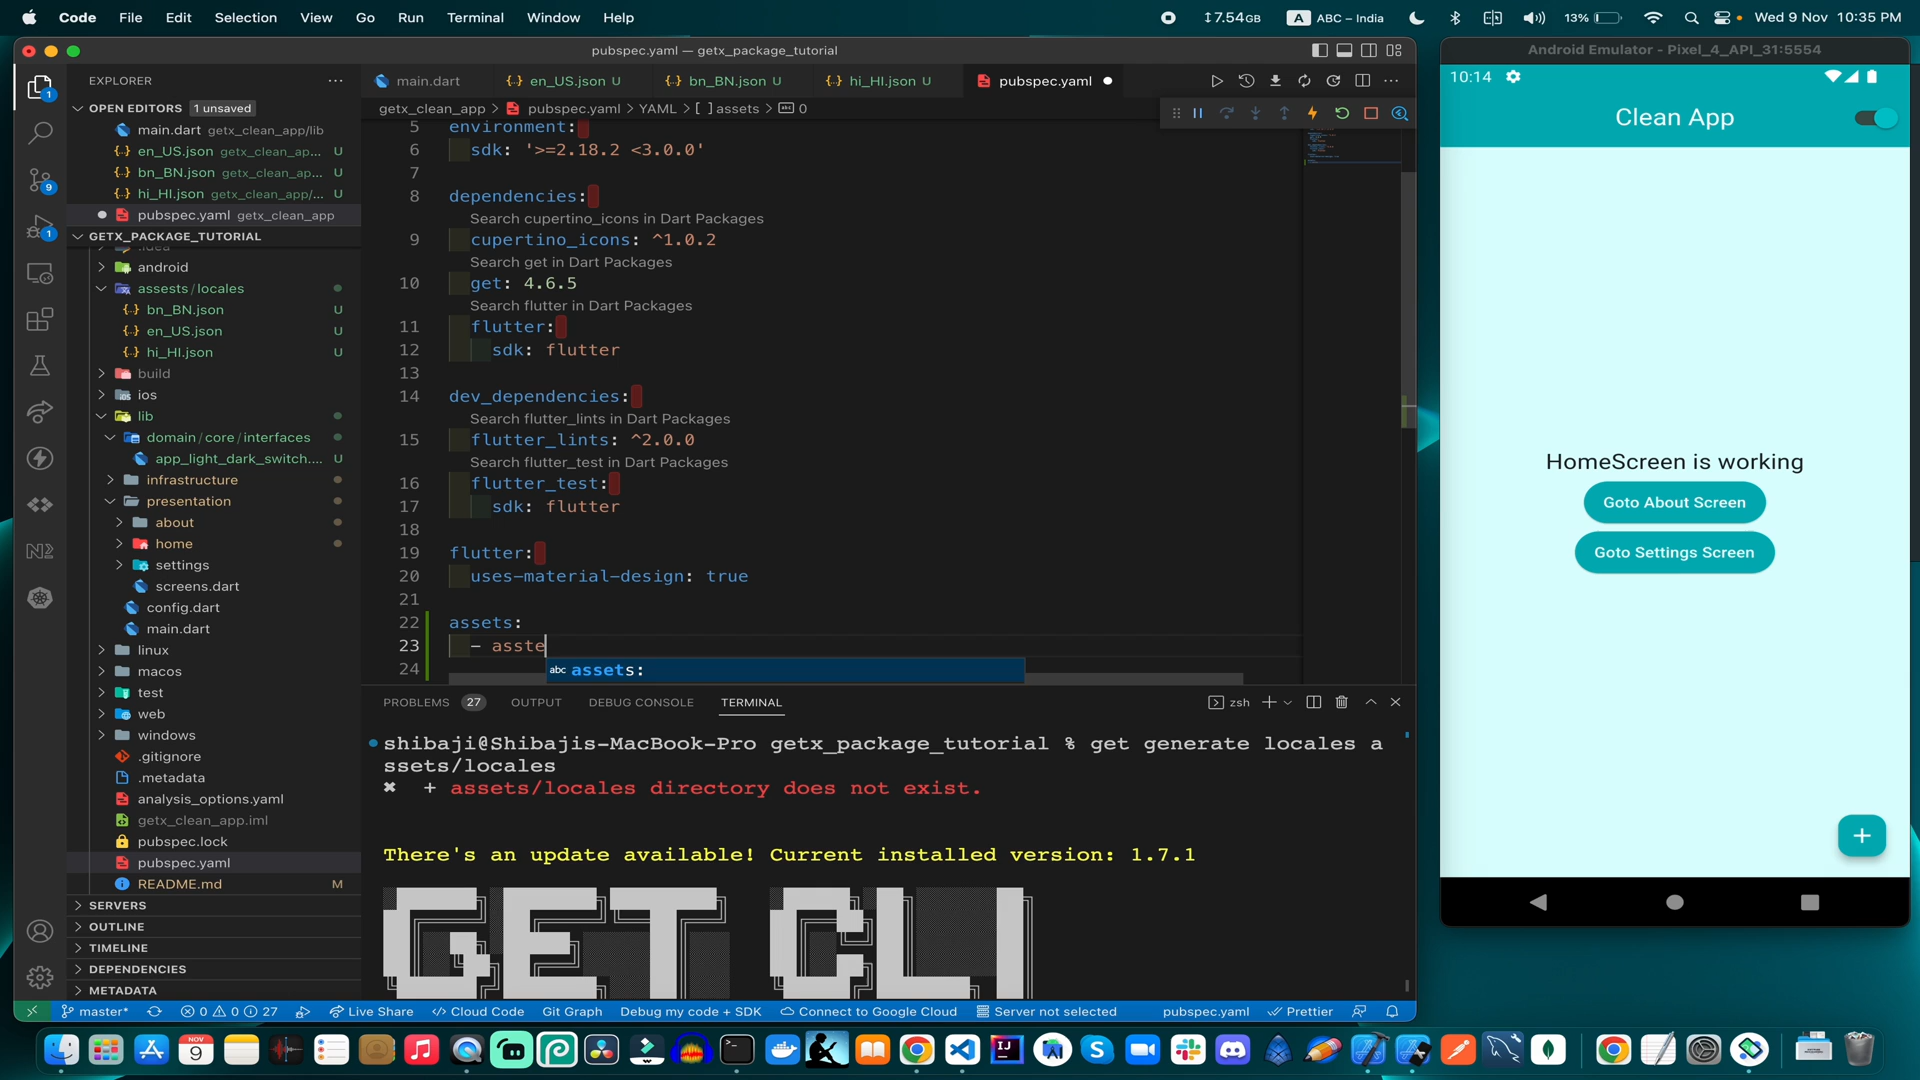 Code File Edit Selection View Go Run Terminal Window Help
7.54GB A ABC – India 13% Wed 9 Nov 10:35 PM
pubspec.yaml — getx_package_tutorial
EXPLORER
OPEN EDITORS 1 unsaved
main.dart getx_clean_app/lib
en_US.json getx_clean_ap... U
bn_BN.json getx_clean_ap... U
hi_HI.json getx_clean_app/... U
pubspec.yaml getx_clean_app
GETX_PACKAGE_TUTORIAL
.idea
android
assests/locales
bn_BN.json U
en_US.json U
hi_HI.json U
build
ios
lib
domain/core/interfaces
app_light_dark_switch.... U
infrastructure
presentation
about
home
settings
screens.dart
config.dart
main.dart
linux
macos
test
web
windows
.gitignore
.metadata
analysis_options.yaml
getx_clean_app.iml
pubspec.lock
pubspec.yaml
README.md M
SERVERS
OUTLINE
TIMELINE
DEPENDENCIES
METADATA
main.dart en_US.json U bn_BN.json U hi_HI.json U pubspec.yaml
getx_clean_app > pubspec.yaml > YAML > [ ] assets > abc 0
5 environment:
6 sdk: '>=2.18.2 <3.0.0'
7
8 dependencies:
Search cupertino_icons in Dart Packages
9 cupertino_icons: ^1.0.2
Search get in Dart Packages
10 get: 4.6.5
Search flutter in Dart Packages
11 flutter:
12 sdk: flutter
13
14 dev_dependencies:
Search flutter_lints in Dart Packages
15 flutter_lints: ^2.0.0
Search flutter_test in Dart Packages
16 flutter_test:
17 sdk: flutter
18
19 flutter:
20 uses-material-design: true
21
22 assets:
23 - asste
24 abc assets:
PROBLEMS 27 OUTPUT DEBUG CONSOLE TERMINAL zsh
shibaji@Shibajis-MacBook-Pro getx_package_tutorial % get generate locales a
ssets/locales
✖ + assets/locales directory does not exist.
There's an update available! Current installed version: 1.7.1
GET CLI
master* 0 0 27 Live Share Cloud Code Git Graph Debug my code + SDK Connect to Google Cloud Server not selected pubspec.yaml Prettier
Android Emulator - Pixel_4_API_31:5554
10:14
Clean App
HomeScreen is working
Goto About Screen
Goto Settings Screen
+